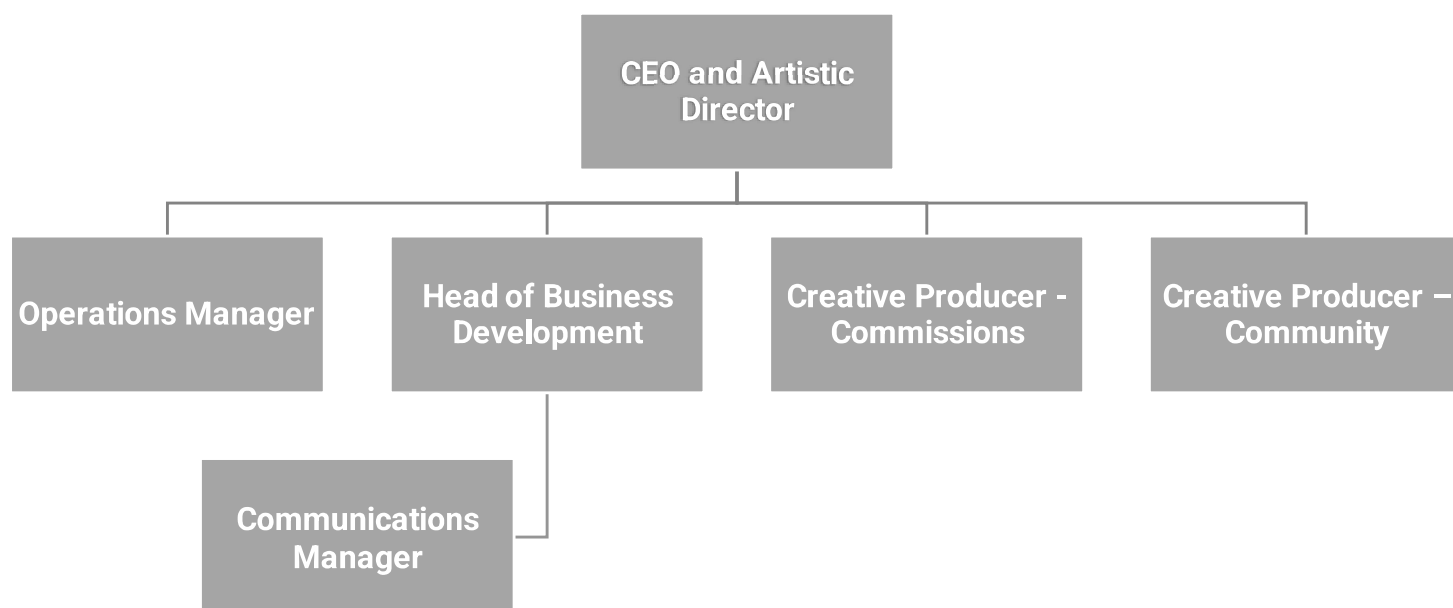 CEO and Artistic
Director
Operations Manager
Head of Business
Development
Creative Producer -
Commissions
Creative Producer –
Community
Communications
Manager